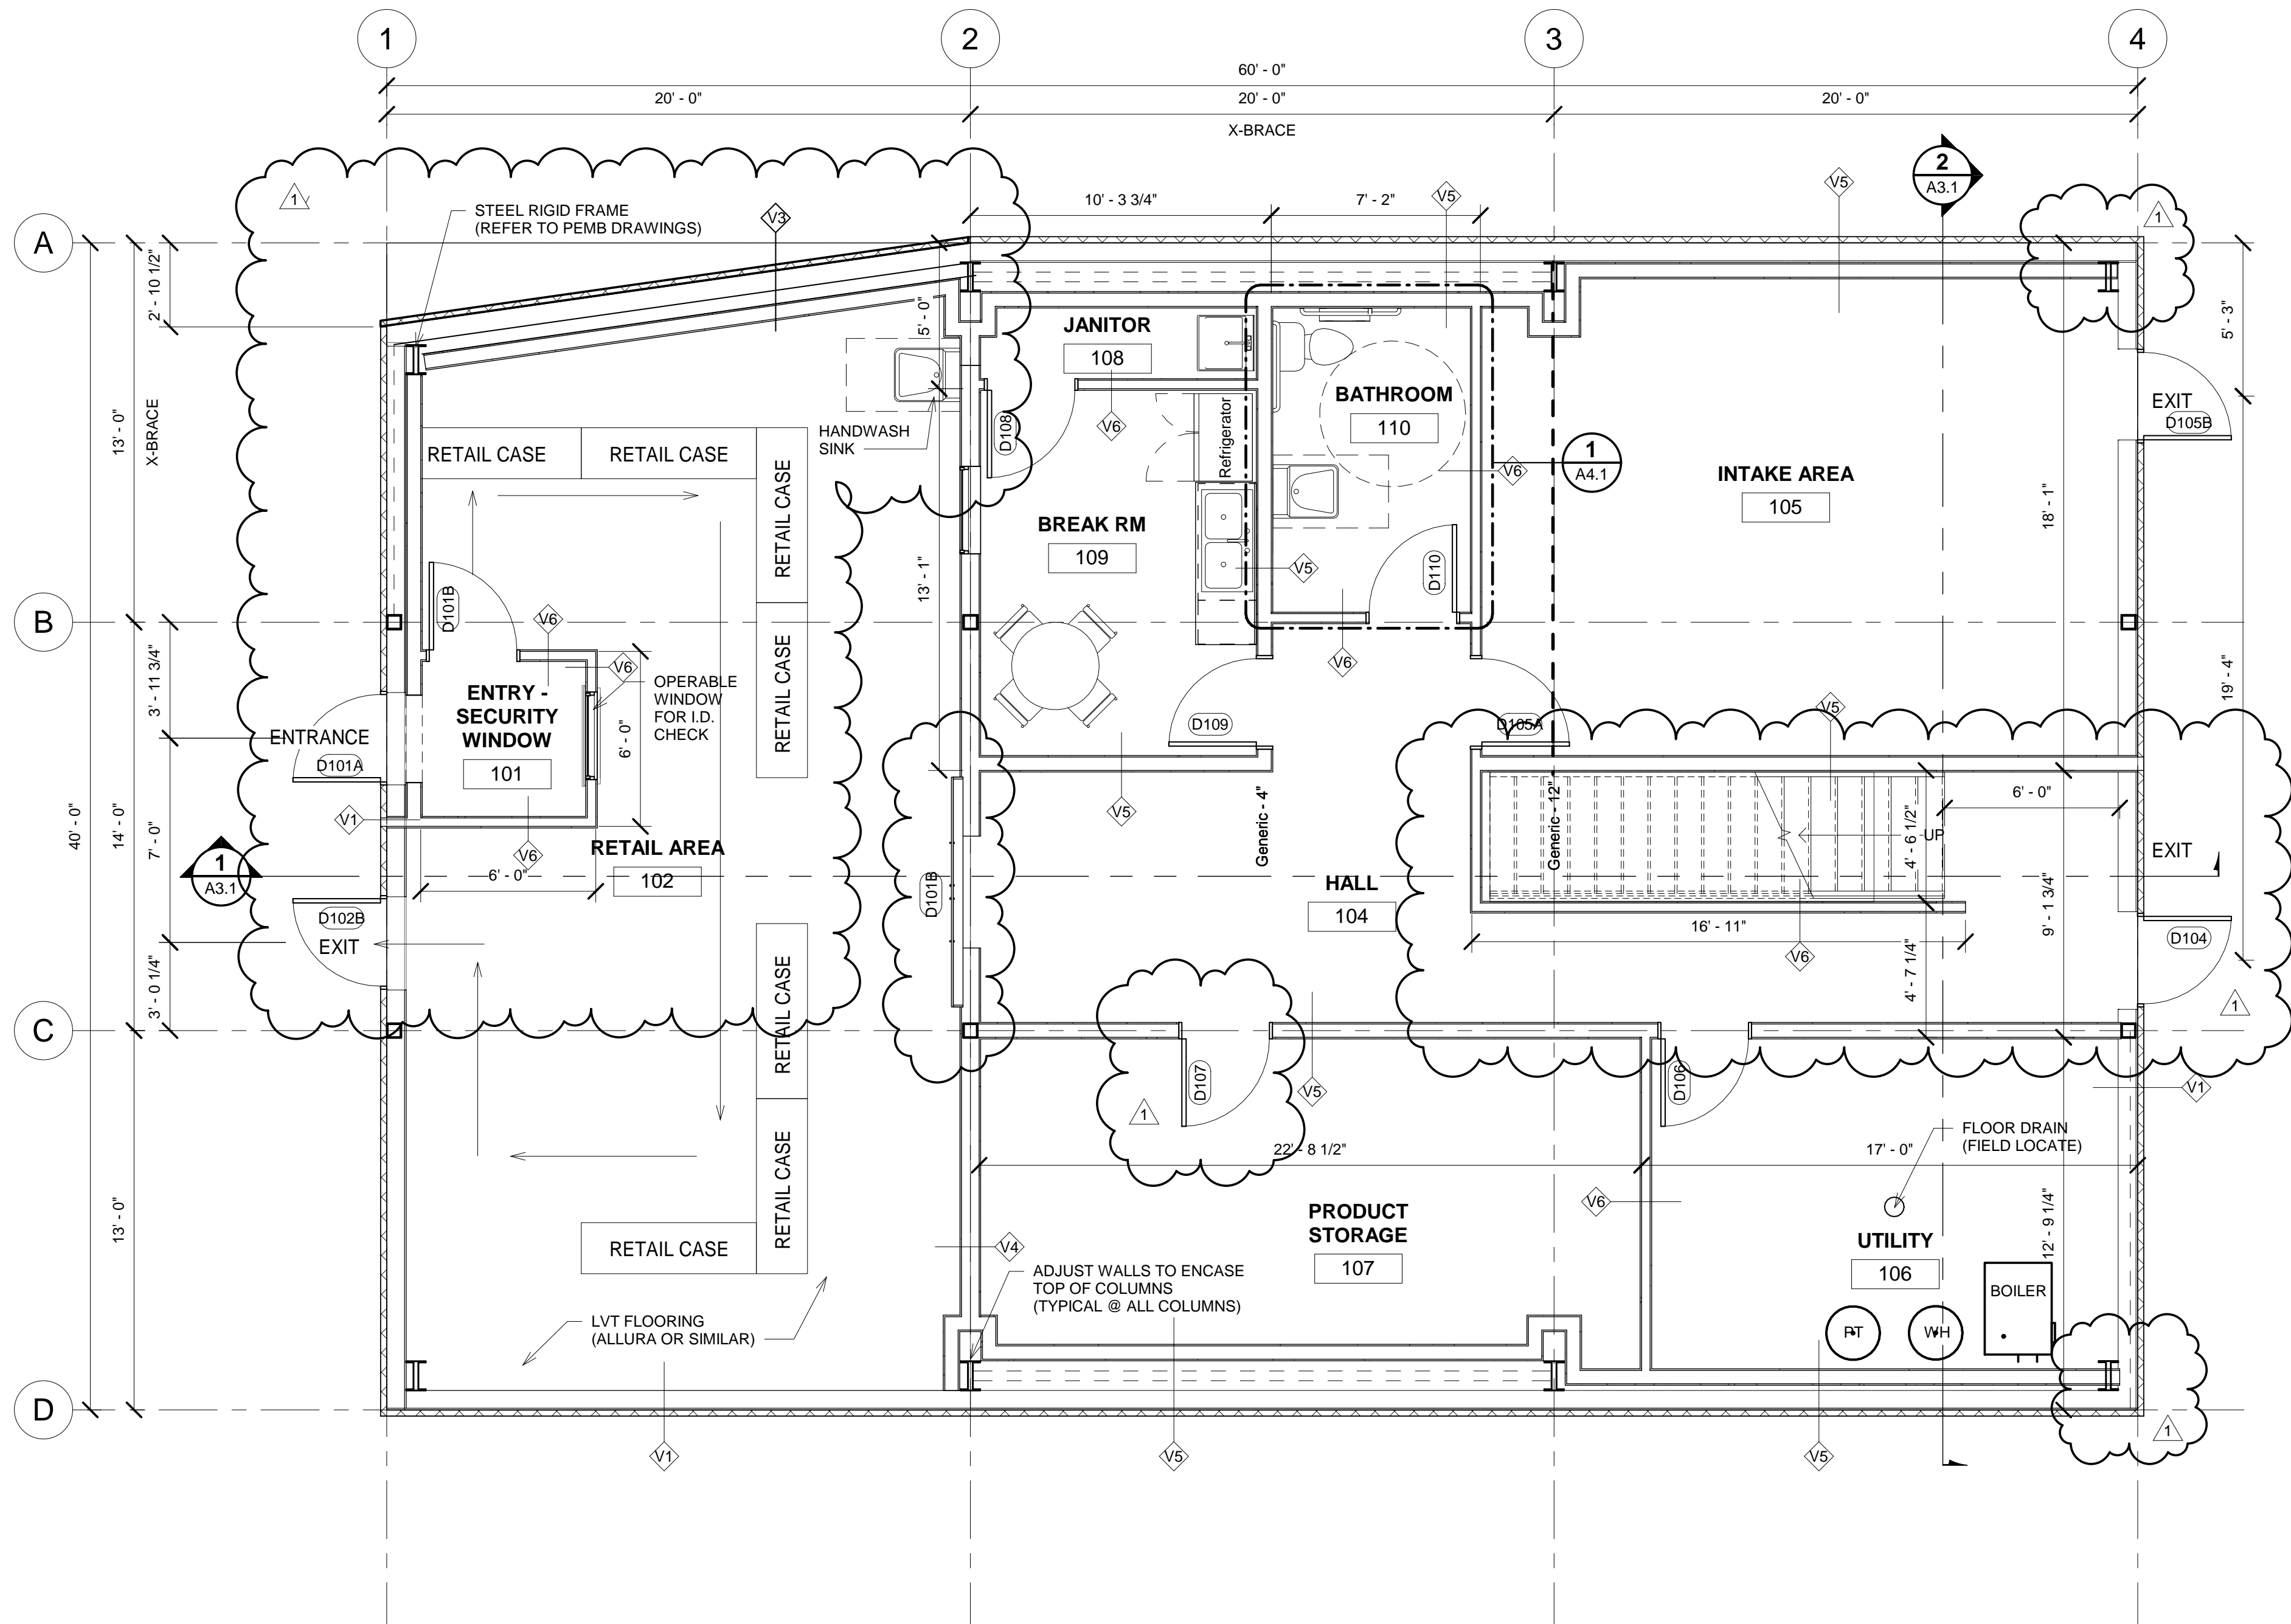 1
2
3
4
60' - 0"
20' - 0"
20' - 0"
20' - 0"
X-BRACE
2
A3.1
1
STEEL RIGID FRAME
(REFER TO PEMB DRAWINGS)
V3
10' - 3 3/4"
7' - 2"
V5
V5
1
A
2' - 10 1/2"
13' - 0"
X-BRACE
5' - 0"
JANITOR
108
BATHROOM
110
5' - 3"
EXIT
D105B
HANDWASH
SINK
D108
V6
Refrigerator
V6
1
A4.1
INTAKE AREA
105
18' - 1"
RETAIL CASE
RETAIL CASE
RETAIL CASE
BREAK RM
109
V5
D110
13' - 1"
B
D101B
V6
V6
RETAIL CASE
V6
3' - 11 3/4"
ENTRY -
SECURITY
WINDOW
101
OPERABLE
WINDOW
FOR I.D.
CHECK
6' - 0"
19' - 4"
ENTRANCE
D101A
D109
D105A
V5
V1
V5
Generic - 4"
Generic - 12"
6' - 0"
UP
4' - 6 1/2"
40' - 0"
14' - 0"
7' - 0"
V6
RETAIL AREA
102
6' - 0"
1
A3.1
D101B
HALL
104
EXIT
9' - 1 3/4"
D102B
EXIT
16' - 11"
V6
D104
3' - 0 1/4"
4' - 7 1/4"
RETAIL CASE
1
C
D107
V5
1
D106
V1
FLOOR DRAIN
(FIELD LOCATE)
22' - 8 1/2"
17' - 0"
13' - 0"
RETAIL CASE
RETAIL CASE
V4
PRODUCT
STORAGE
107
V6
UTILITY
106
12' - 9 1/4"
ADJUST WALLS TO ENCASE
TOP OF COLUMNS
(TYPICAL @ ALL COLUMNS)
BOILER
PT
WH
LVT FLOORING
(ALLURA OR SIMILAR)
D
1
V1
V5
V5